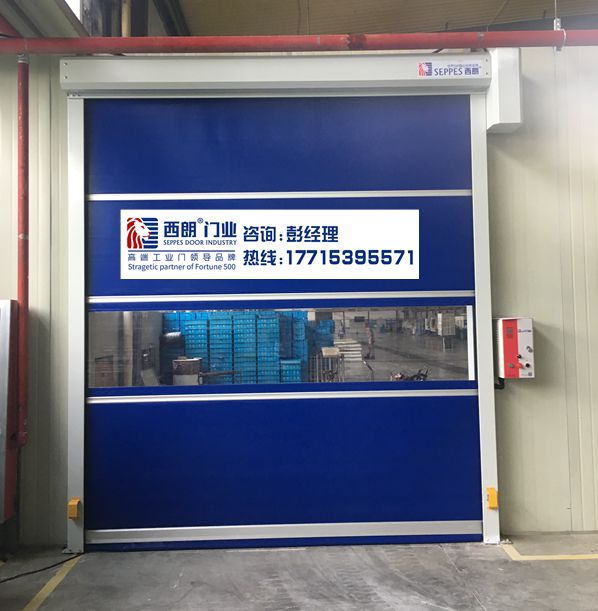 SEPPES 西朗®
西朗®门业
SEPPES DOOR INDUSTRY
高端工业门领导品牌
Stragetic partner of Fortune 500
咨询:彭经理
热线:17715395571